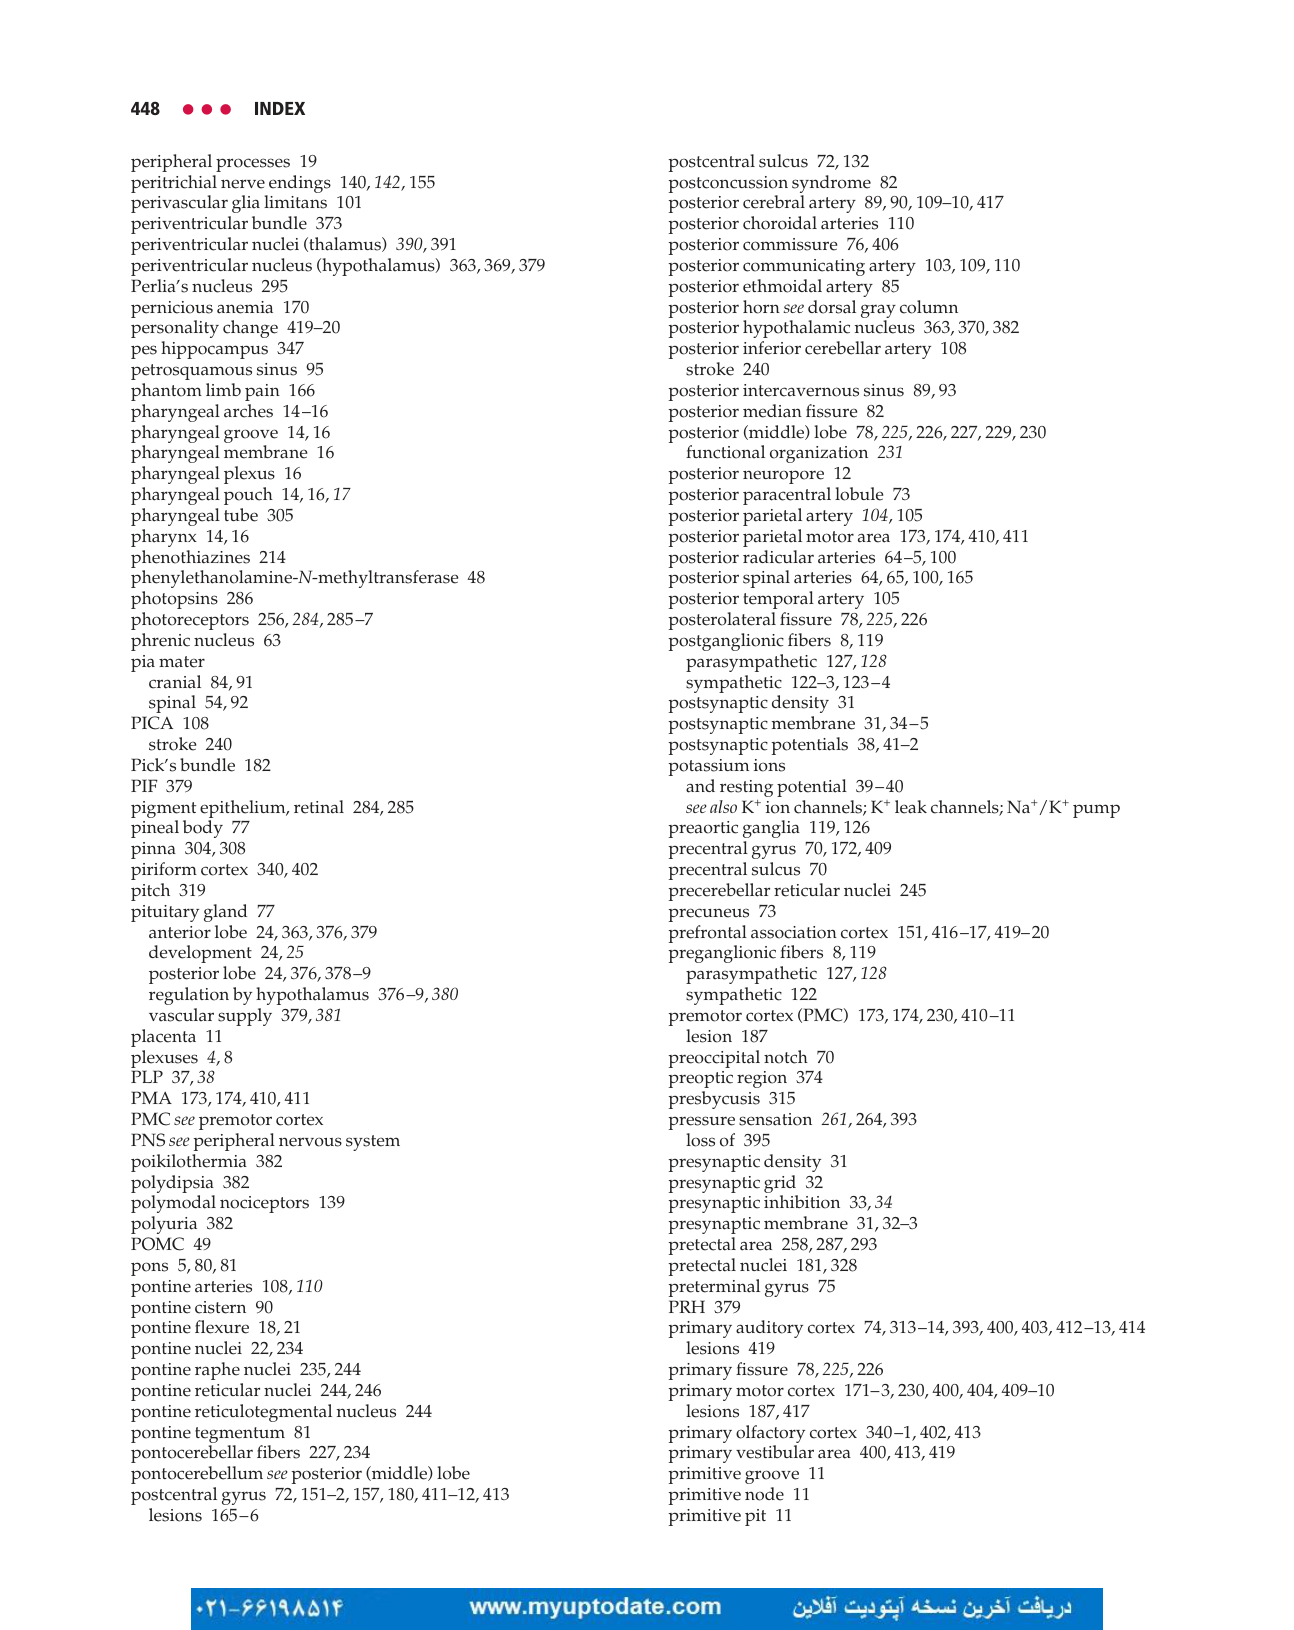 448 ● ● ● INDEX
peripheral processes 19
peritrichial nerve endings 140, 142, 155
perivascular glia limitans 101
periventricular bundle 373
periventricular nuclei (thalamus) 390, 391
periventricular nucleus (hypothalamus) 363, 369, 379
Perlia's nucleus 295
pernicious anemia 170
personality change 419–20
pes hippocampus 347
petrosquamous sinus 95
phantom limb pain 166
pharyngeal arches 14–16
pharyngeal groove 14, 16
pharyngeal membrane 16
pharyngeal plexus 16
pharyngeal pouch 14, 16, 17
pharyngeal tube 305
pharynx 14, 16
phenothiazines 214
phenylethanolamine-N-methyltransferase 48
photopsins 286
photoreceptors 256, 284, 285–7
phrenic nucleus 63
pia mater
cranial 84, 91
spinal 54, 92
PICA 108
stroke 240
Pick's bundle 182
PIF 379
pigment epithelium, retinal 284, 285
pineal body 77
pinna 304, 308
piriform cortex 340, 402
pitch 319
pituitary gland 77
anterior lobe 24, 363, 376, 379
development 24, 25
posterior lobe 24, 376, 378–9
regulation by hypothalamus 376–9, 380
vascular supply 379, 381
placenta 11
plexuses 4, 8
PLP 37, 38
PMA 173, 174, 410, 411
PMC see premotor cortex
PNS see peripheral nervous system
poikilothermia 382
polydipsia 382
polymodal nociceptors 139
polyuria 382
POMC 49
pons 5, 80, 81
pontine arteries 108, 110
pontine cistern 90
pontine flexure 18, 21
pontine nuclei 22, 234
pontine raphe nuclei 235, 244
pontine reticular nuclei 244, 246
pontine reticulotegmental nucleus 244
pontine tegmentum 81
pontocerebellar fibers 227, 234
pontocerebellum see posterior (middle) lobe
postcentral gyrus 72, 151–2, 157, 180, 411–12, 413
lesions 165–6
postcentral sulcus 72, 132
postconcussion syndrome 82
posterior cerebral artery 89, 90, 109–10, 417
posterior choroidal arteries 110
posterior commissure 76, 406
posterior communicating artery 103, 109, 110
posterior ethmoidal artery 85
posterior horn see dorsal gray column
posterior hypothalamic nucleus 363, 370, 382
posterior inferior cerebellar artery 108
stroke 240
posterior intercavernous sinus 89, 93
posterior median fissure 82
posterior (middle) lobe 78, 225, 226, 227, 229, 230
functional organization 231
posterior neuropore 12
posterior paracentral lobule 73
posterior parietal artery 104, 105
posterior parietal motor area 173, 174, 410, 411
posterior radicular arteries 64–5, 100
posterior spinal arteries 64, 65, 100, 165
posterior temporal artery 105
posterolateral fissure 78, 225, 226
postganglionic fibers 8, 119
parasympathetic 127, 128
sympathetic 122–3, 123–4
postsynaptic density 31
postsynaptic membrane 31, 34–5
postsynaptic potentials 38, 41–2
potassium ions
and resting potential 39–40
see also K⁺ ion channels; K⁺ leak channels; Na⁺/K⁺ pump
preaortic ganglia 119, 126
precentral gyrus 70, 172, 409
precentral sulcus 70
precerebellar reticular nuclei 245
precuneus 73
prefrontal association cortex 151, 416–17, 419–20
preganglionic fibers 8, 119
parasympathetic 127, 128
sympathetic 122
premotor cortex (PMC) 173, 174, 230, 410–11
lesion 187
preoccipital notch 70
preoptic region 374
presbycusis 315
pressure sensation 261, 264, 393
loss of 395
presynaptic density 31
presynaptic grid 32
presynaptic inhibition 33, 34
presynaptic membrane 31, 32–3
pretectal area 258, 287, 293
pretectal nuclei 181, 328
preterminal gyrus 75
PRH 379
primary auditory cortex 74, 313–14, 393, 400, 403, 412–13, 414
lesions 419
primary fissure 78, 225, 226
primary motor cortex 171–3, 230, 400, 404, 409–10
lesions 187, 417
primary olfactory cortex 340–1, 402, 413
primary vestibular area 400, 413, 419
primitive groove 11
primitive node 11
primitive pit 11
۰۲۱-۶۶۱۹۸۵۱۴ www.myuptodate.com دریافت آخرین نسخه آپتودیت آفلاین